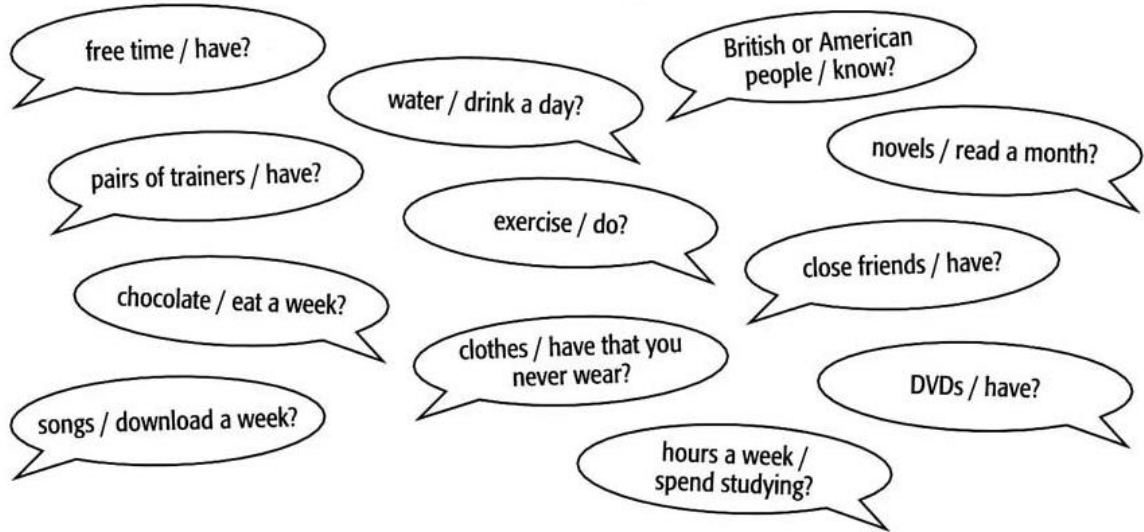 free time / have?
British or American
people / know?
water / drink a day?
novels / read a month?
pairs of trainers / have?
exercise / do?
close friends / have?
chocolate / eat a week?
clothes / have that you
never wear?
DVDs / have?
songs / download a week?
hours a week /
spend studying?